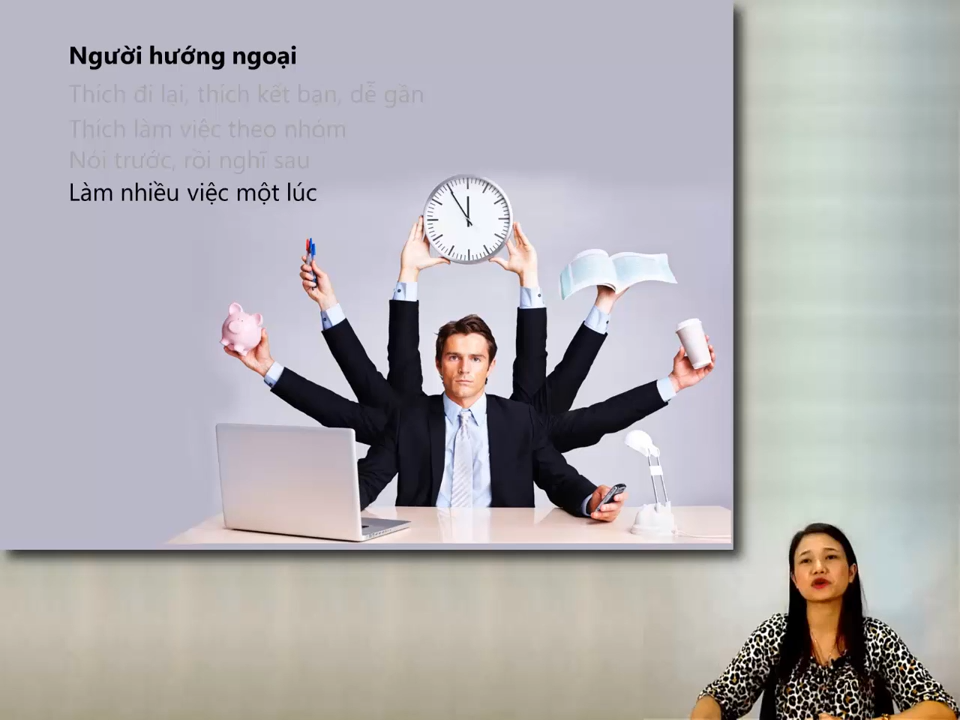 Người hướng ngoại
Thích đi lại, thích kết bạn, dễ gần
Thích làm việc theo nhóm
Nói trước, rồi nghĩ sau
Làm nhiều việc một lúc